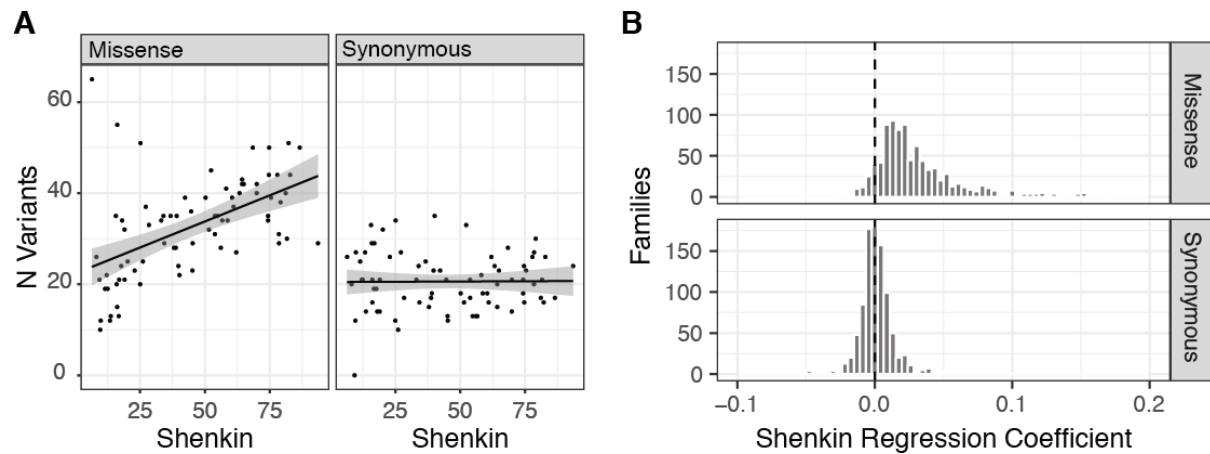 A
Missense
Synonymous
N Variants
60
40
20
0
25
50
75
25
50
75
Shenkin
Shenkin
B
Families
150
100
50
0
Missense
150
100
50
0
Synonymous
−0.1
0.0
0.1
0.2
Shenkin Regression Coefficient